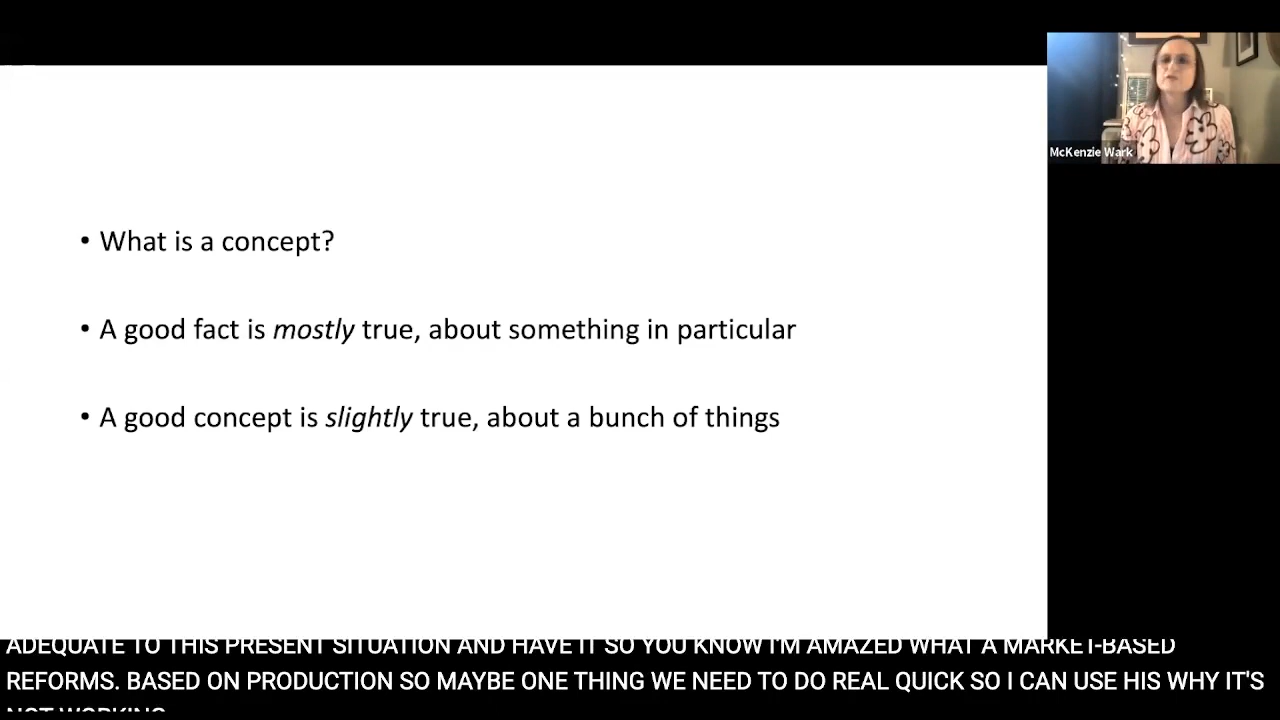 McKenzie Wark
• What is a concept?
• A good fact is mostly true, about something in particular
• A good concept is slightly true, about a bunch of things
ADEQUATE TO THIS PRESENT SITUATION AND HAVE IT SO YOU KNOW I'M AMAZED WHAT A MARKET-BASED
REFORMS. BASED ON PRODUCTION SO MAYBE ONE THING WE NEED TO DO REAL QUICK SO I CAN USE HIS WHY IT'S
NOT WORKING